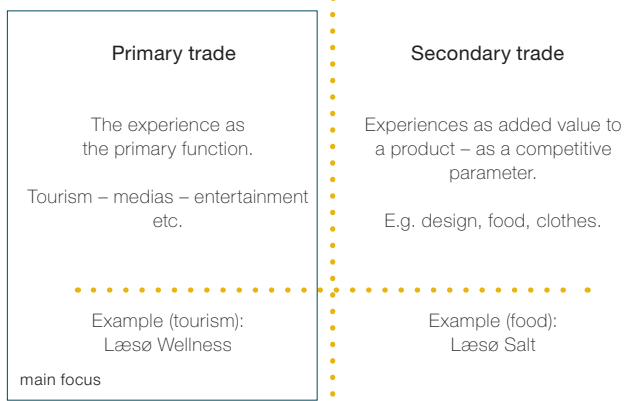 Primary trade
The experience as
the primary function.
Tourism – medias – entertainment
etc.
Example (tourism):
Læsø Wellness
main focus
Secondary trade
Experiences as added value to
a product – as a competitive
parameter.
E.g. design, food, clothes.
Example (food):
Læsø Salt